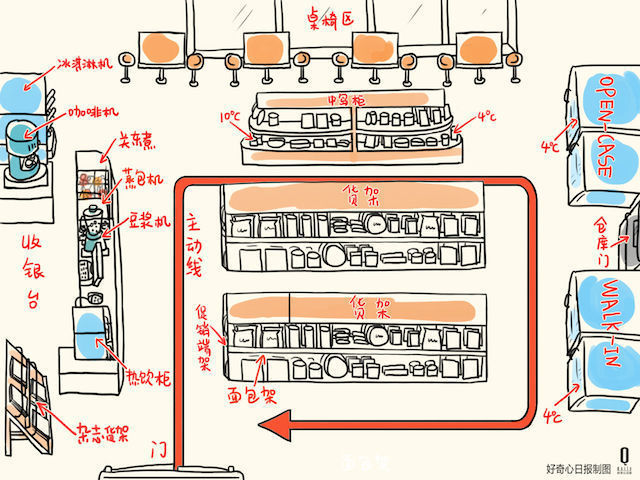 桌椅区
冰淇淋机
咖啡机
中岛柜
10℃
4℃
OPEN-CASE
4℃
关东煮
蒸包机
豆浆机
货架
主动线
收银台
仓库门
货架
WALK-IN
促销端架
热饮柜
面包架
4℃
杂志货架
门
好奇心日报制图
Q